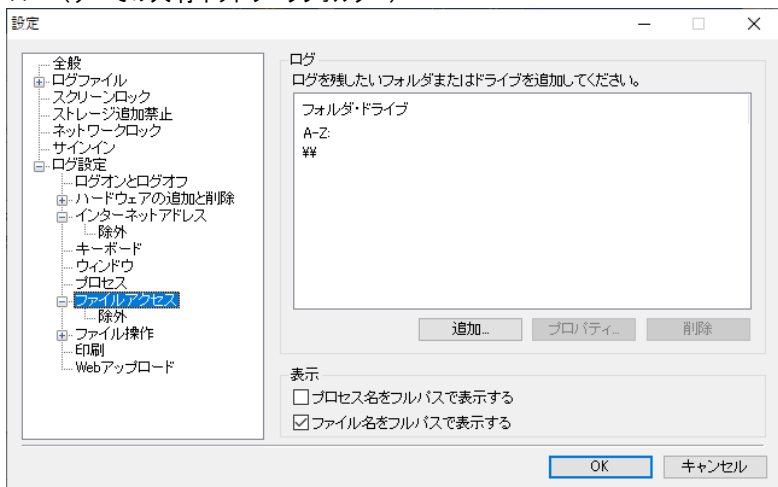 設定
全般
ログファイル
スクリーンロック
ストレージ追加禁止
ネットワークロック
サインイン
ログ設定
ログオンとログオフ
ハードウェアの追加と削除
インターネットアドレス
除外
キーボード
ウィンドウ
プロセス
ファイルアクセス
除外
ファイル操作
印刷
Webアップロード
ログ
ログを残したいフォルダまたはドライブを追加してください。
フォルダ・ドライブ
A-Z:
¥¥
追加...
プロパティ...
削除
表示
プロセス名をフルパスで表示する
ファイル名をフルパスで表示する
OK
キャンセル